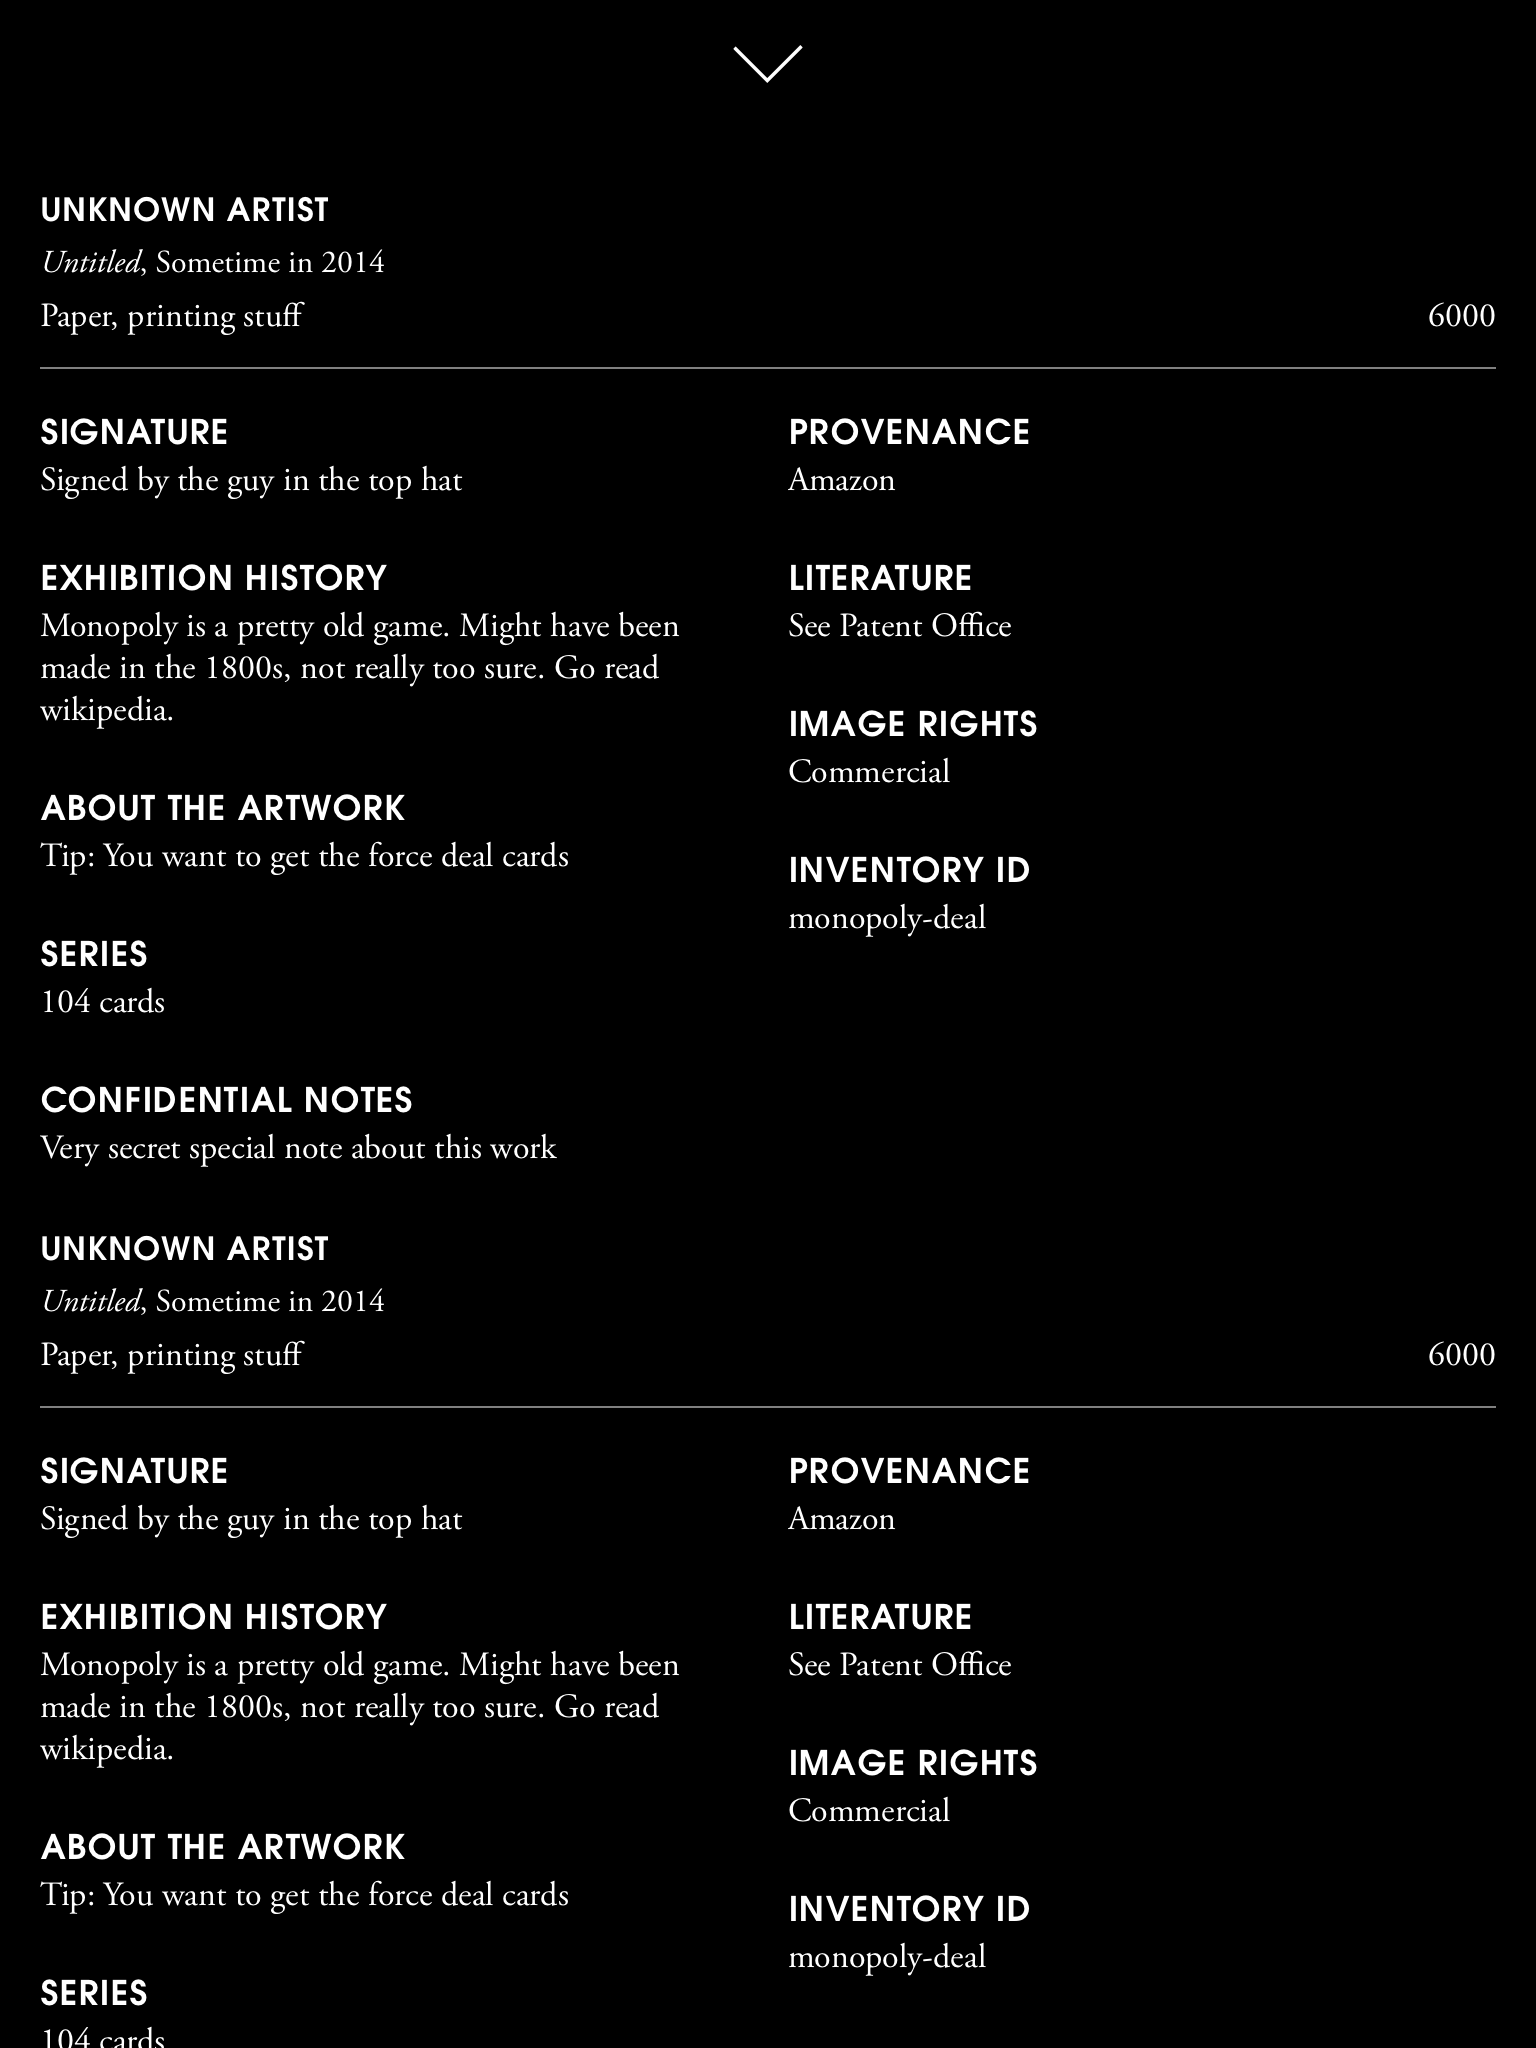 UNKNOWN ARTIST
Untitled, Sometime in 2014
Paper, printing stuff
6000
SIGNATURE
Signed by the guy in the top hat
EXHIBITION HISTORY
Monopoly is a pretty old game. Might have been
made in the 1800s, not really too sure. Go read
wikipedia.
ABOUT THE ARTWORK
Tip: You want to get the force deal cards
SERIES
104 cards
CONFIDENTIAL NOTES
Very secret special note about this work
PROVENANCE
Amazon
LITERATURE
See Patent Office
IMAGE RIGHTS
Commercial
INVENTORY ID
monopoly-deal
UNKNOWN ARTIST
Untitled, Sometime in 2014
Paper, printing stuff
6000
SIGNATURE
Signed by the guy in the top hat
EXHIBITION HISTORY
Monopoly is a pretty old game. Might have been
made in the 1800s, not really too sure. Go read
wikipedia.
ABOUT THE ARTWORK
Tip: You want to get the force deal cards
SERIES
104 cards
PROVENANCE
Amazon
LITERATURE
See Patent Office
IMAGE RIGHTS
Commercial
INVENTORY ID
monopoly-deal